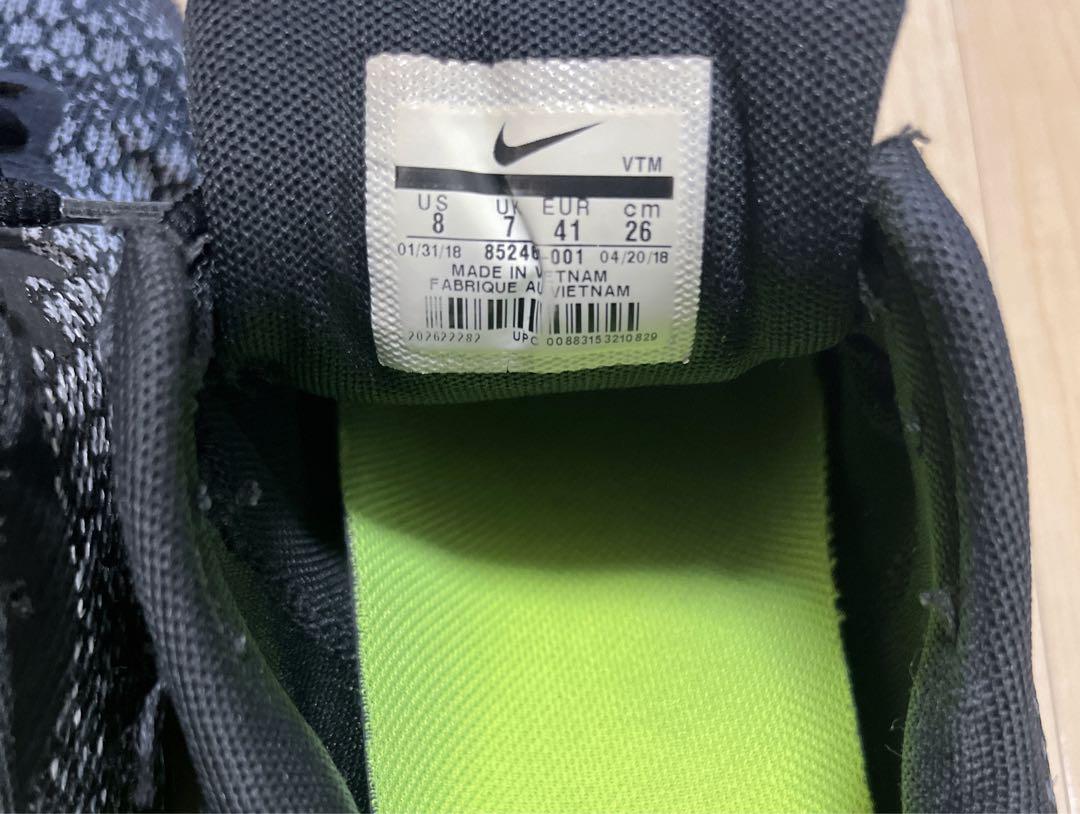 VTM
US UK EUR cm
8 7 41 26
01/31/18 85246 -001 04/20/18
MADE IN VETNAM
FABRIQUE AU VIETNAM
202622282 UPC 00883153210829